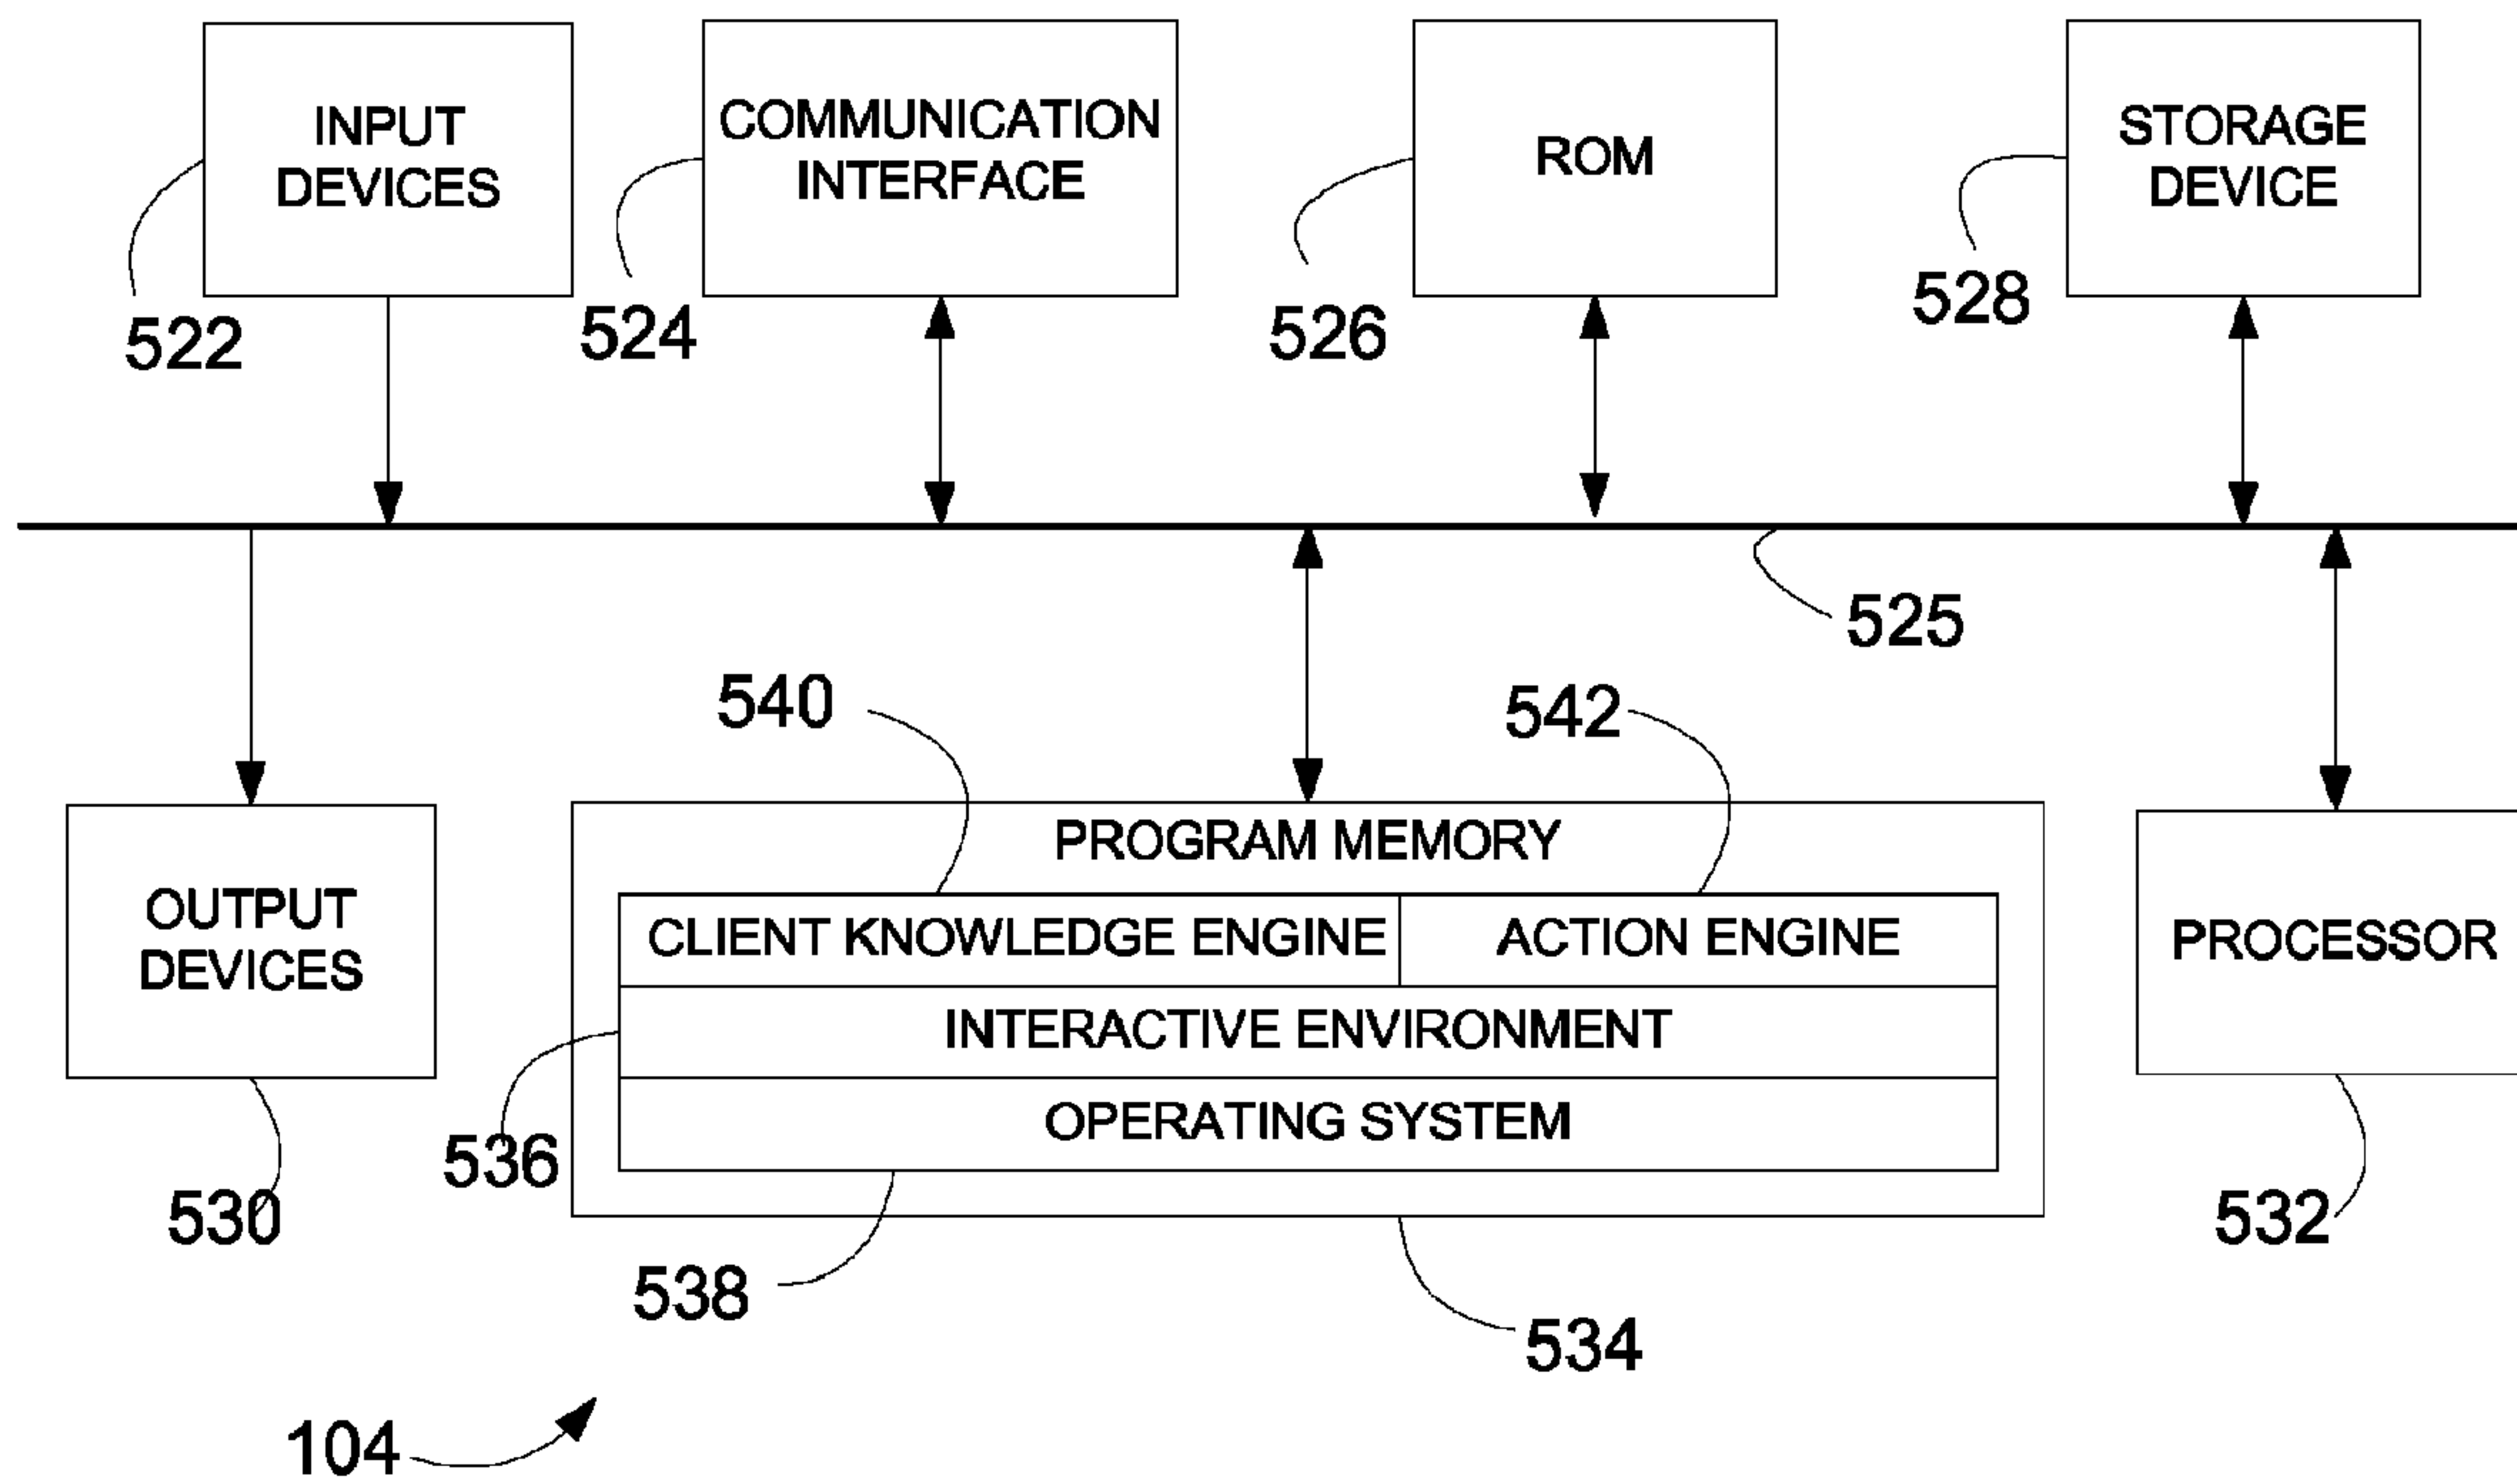 INPUT
DEVICES
COMMUNICATION
INTERFACE
ROM
STORAGE
DEVICE
522
524
526
528
525
540
542
PROGRAM MEMORY
CLIENT KNOWLEDGE ENGINE
ACTION ENGINE
INTERACTIVE ENVIRONMENT
OPERATING SYSTEM
OUTPUT
DEVICES
PROCESSOR
536
530
532
538
534
104